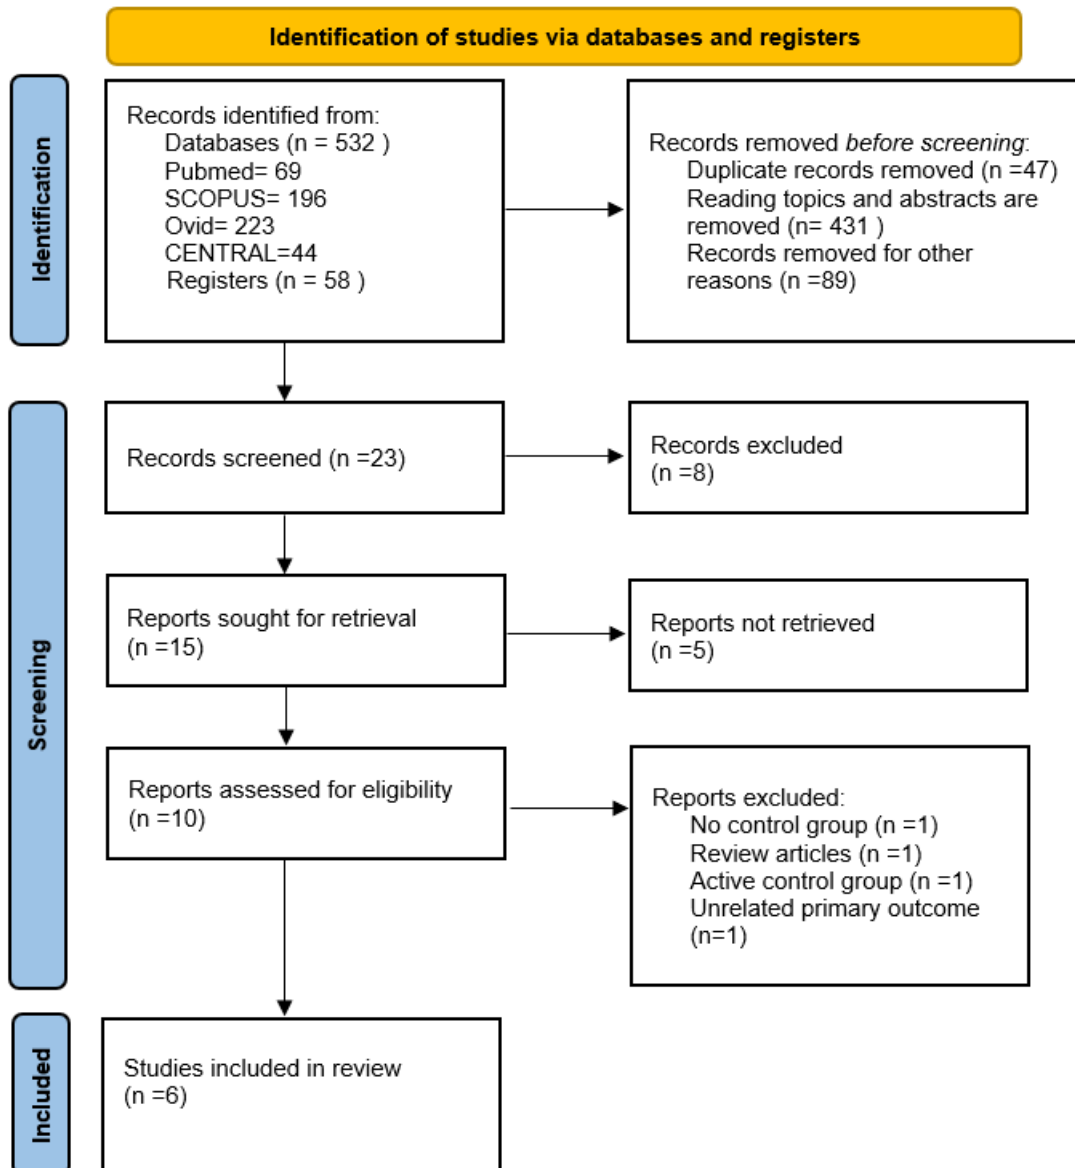 Identification of studies via databases and registers
Identification
Records identified from:
Databases (n = 532 )
Pubmed= 69
SCOPUS= 196
Ovid= 223
CENTRAL=44
Registers (n = 58 )
Records removed before screening:
Duplicate records removed (n =47)
Reading topics and abstracts are
removed (n= 431 )
Records removed for other
reasons (n =89)
Screening
Records screened (n =23)
Records excluded
(n =8)
Reports sought for retrieval
(n =15)
Reports not retrieved
(n =5)
Reports assessed for eligibility
(n =10)
Reports excluded:
No control group (n =1)
Review articles (n =1)
Active control group (n =1)
Unrelated primary outcome
(n=1)
Included
Studies included in review
(n =6)